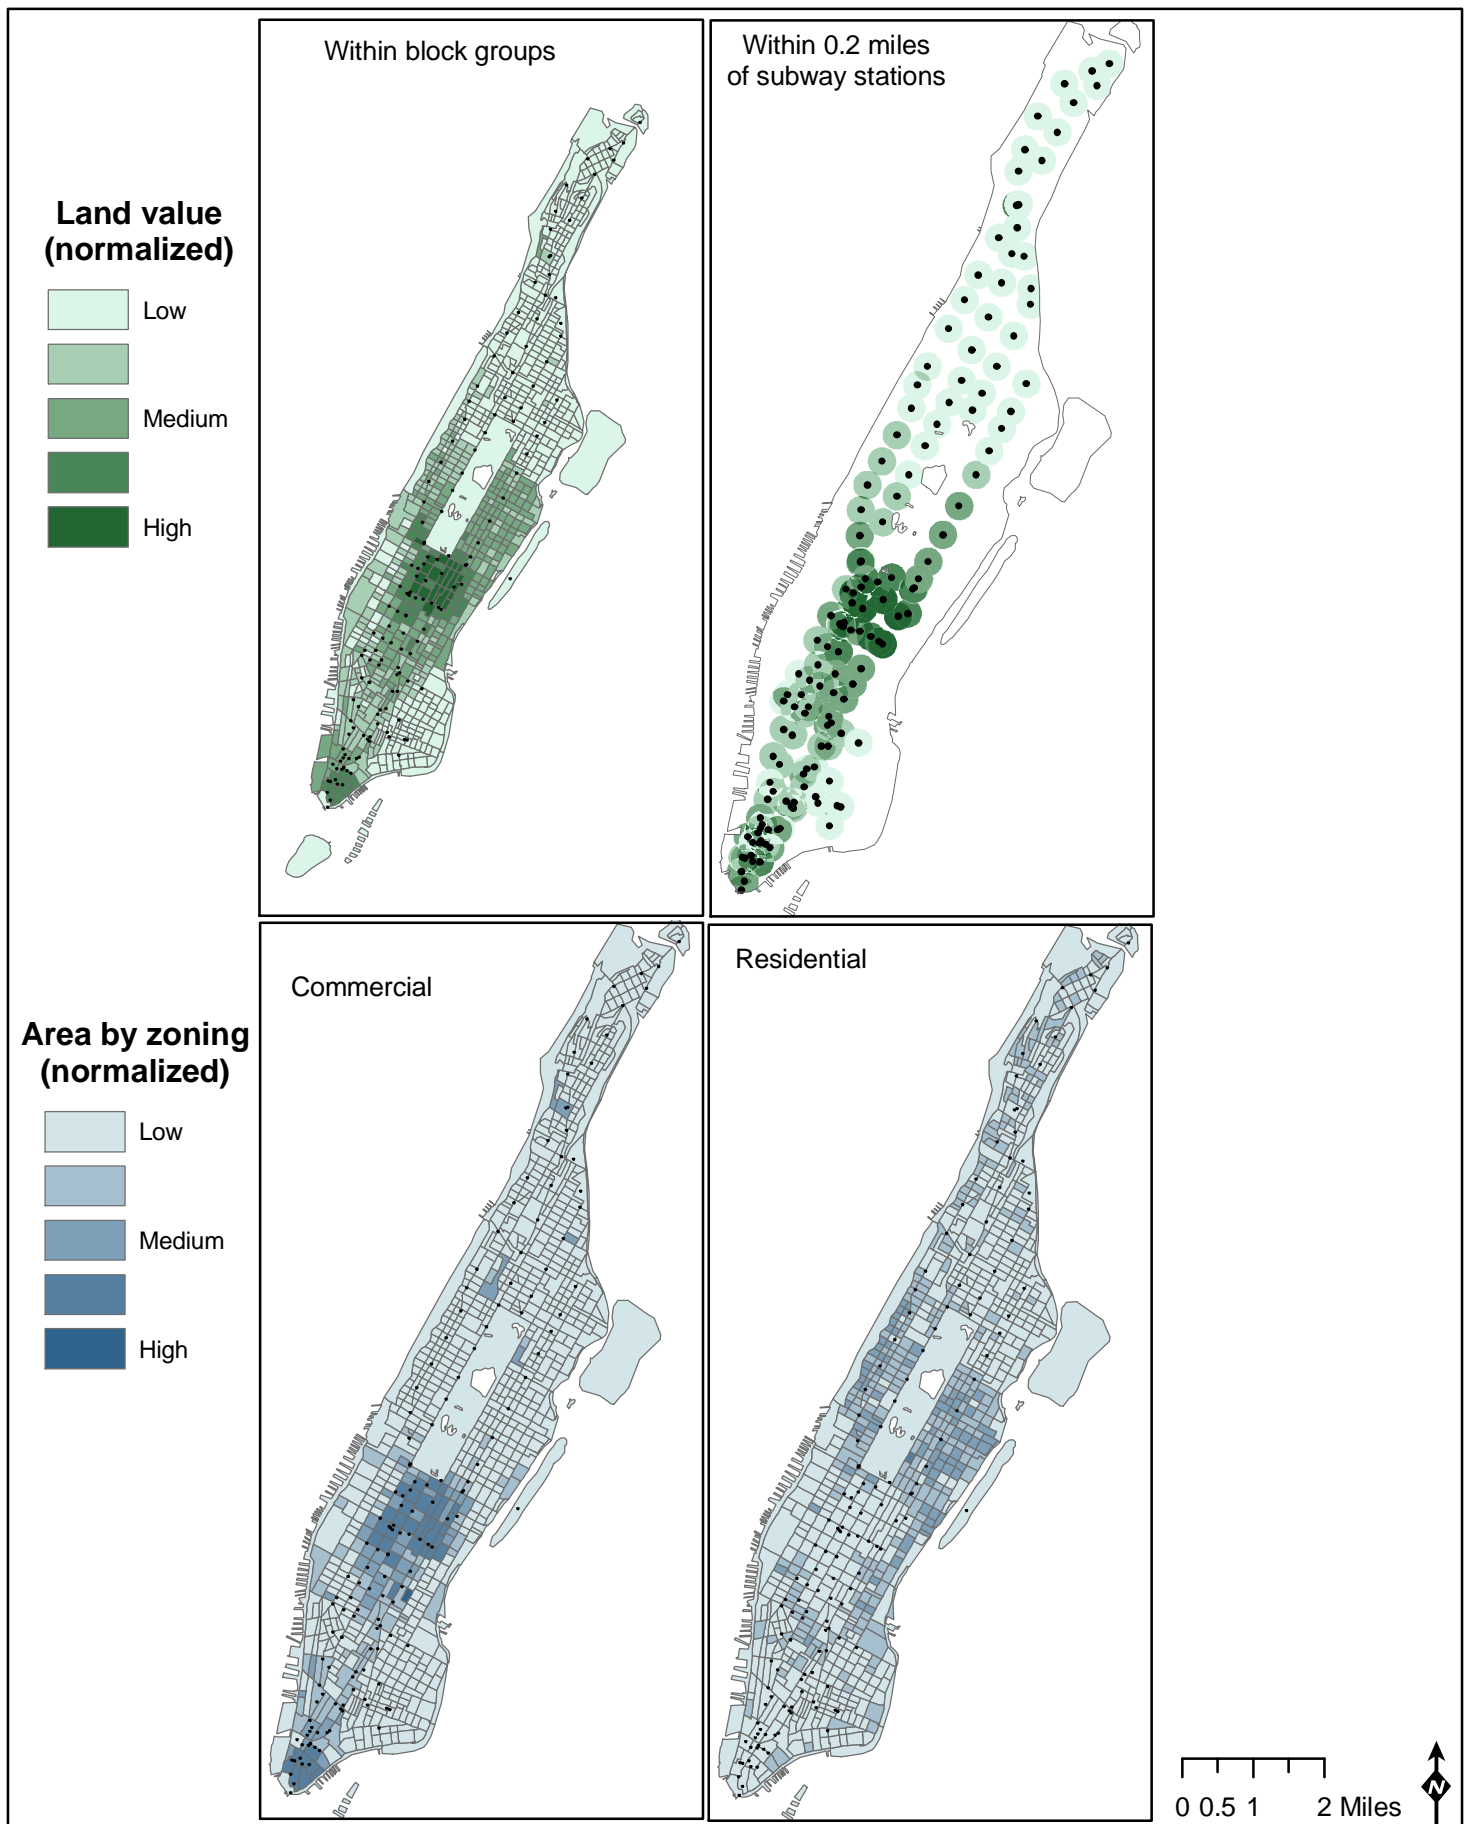 Within block groups
Within 0.2 miles
of subway stations
Land value
(normalized)
Low
Medium
High
Commercial
Residential
Area by zoning
(normalized)
Low
Medium
High
0 0.5 1 2 Miles
N